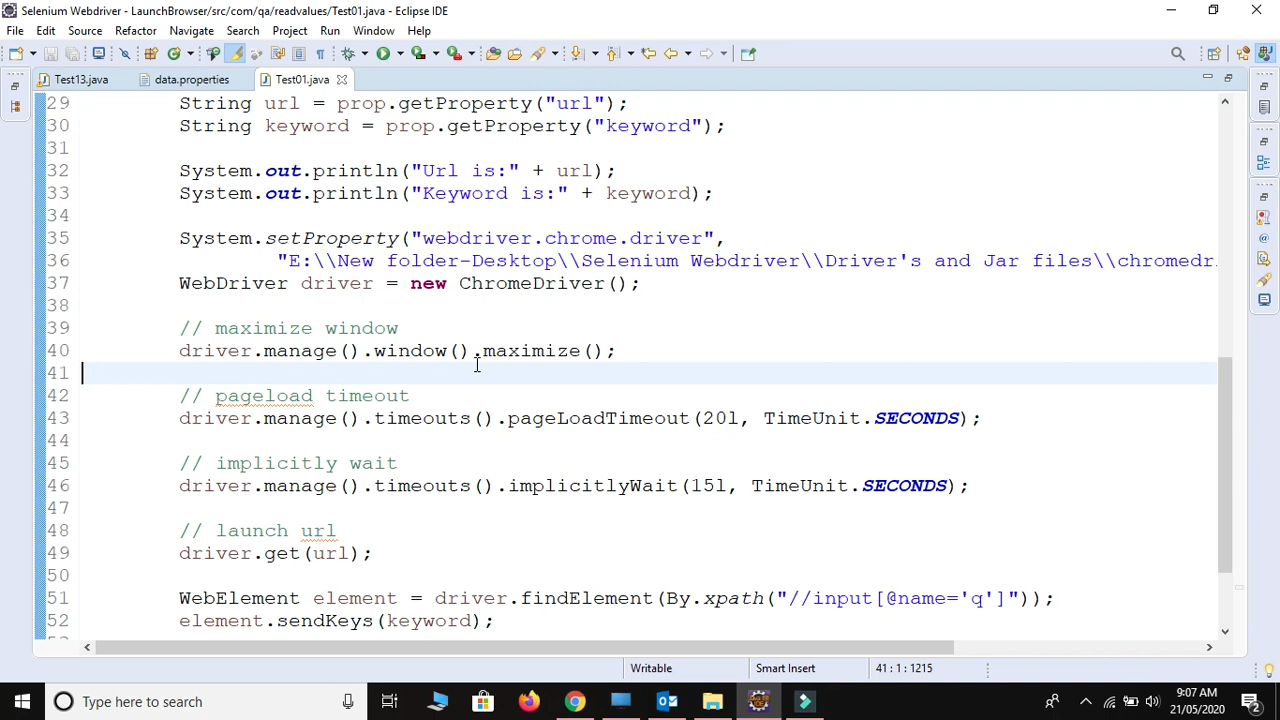 Selenium Webdriver - LaunchBrowser/src/com/qa/readvalues/Test01.java - Eclipse IDE
File Edit Source Refactor Navigate Search Project Run Window Help
Test13.java data.properties Test01.java
29 String url = prop.getProperty("url");
30 String keyword = prop.getProperty("keyword");
31
32 System.out.println("Url is:" + url);
33 System.out.println("Keyword is:" + keyword);
34
35 System.setProperty("webdriver.chrome.driver",
36 "E:\\New folder-Desktop\\Selenium Webdriver\\Driver's and Jar files\\chromedri
37 WebDriver driver = new ChromeDriver();
38
39 // maximize window
40 driver.manage().window().maximize();
41
42 // pageload timeout
43 driver.manage().timeouts().pageLoadTimeout(20l, TimeUnit.SECONDS);
44
45 // implicitly wait
46 driver.manage().timeouts().implicitlyWait(15l, TimeUnit.SECONDS);
47
48 // launch url
49 driver.get(url);
50
51 WebElement element = driver.findElement(By.xpath("//input[@name='q']"));
52 element.sendKeys(keyword);
Writable Smart Insert 41 : 1 : 1215
Type here to search
9:07 AM
21/05/2020
2